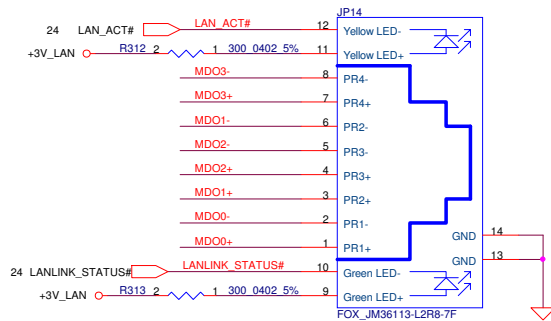 JP14
24 LAN_ACT# LAN_ACT# 12 Yellow LED-
+3V_LAN R312 2 1 300_0402_5% 11 Yellow LED+
MDO3- 8 PR4-
MDO3+ 7 PR4+
MDO1- 6 PR2-
MDO2- 5 PR3-
MDO2+ 4 PR3+
MDO1+ 3 PR2+
MDO0- 2 PR1-
GND 14
MDO0+ 1 PR1+
GND 13
24 LANLINK_STATUS# LANLINK_STATUS# 10 Green LED-
+3V_LAN R313 2 1 300_0402_5% 9 Green LED+
FOX_JM36113-L2R8-7F